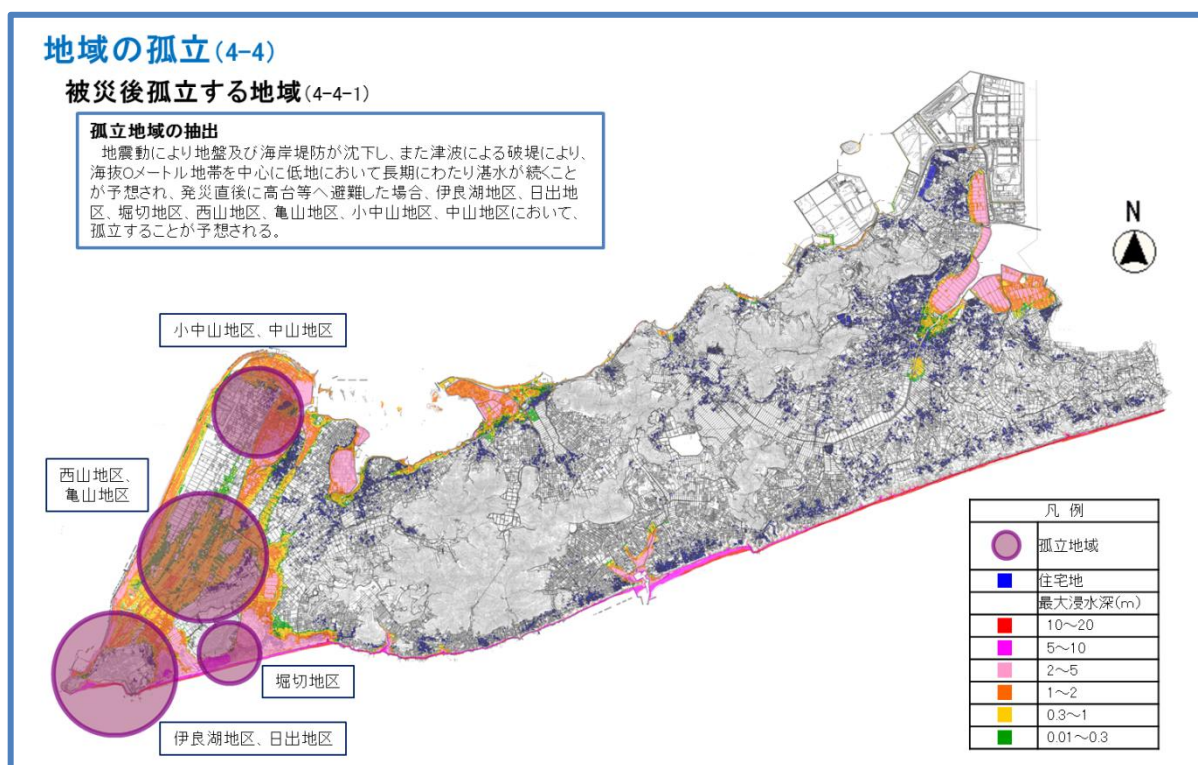 地域の孤立(4-4)
被災後孤立する地域(4-4-1)
孤立地域の抽出
地震動により地盤及び海岸堤防が沈下し、また津波による破堤により、
海抜0メートル地帯を中心に低地において長期にわたり湛水が続くこと
が予想され、発災直後に高台等へ避難した場合、伊良湖地区、日出地
区、堀切地区、西山地区、亀山地区、小中山地区、中山地区において、
孤立することが予想される。
N
小中山地区、中山地区
西山地区、
亀山地区
堀切地区
伊良湖地区、日出地区
凡 例
孤立地域
住宅地
最大浸水深(m)
10～20
5～10
2～5
1～2
0.3～1
0.01～0.3